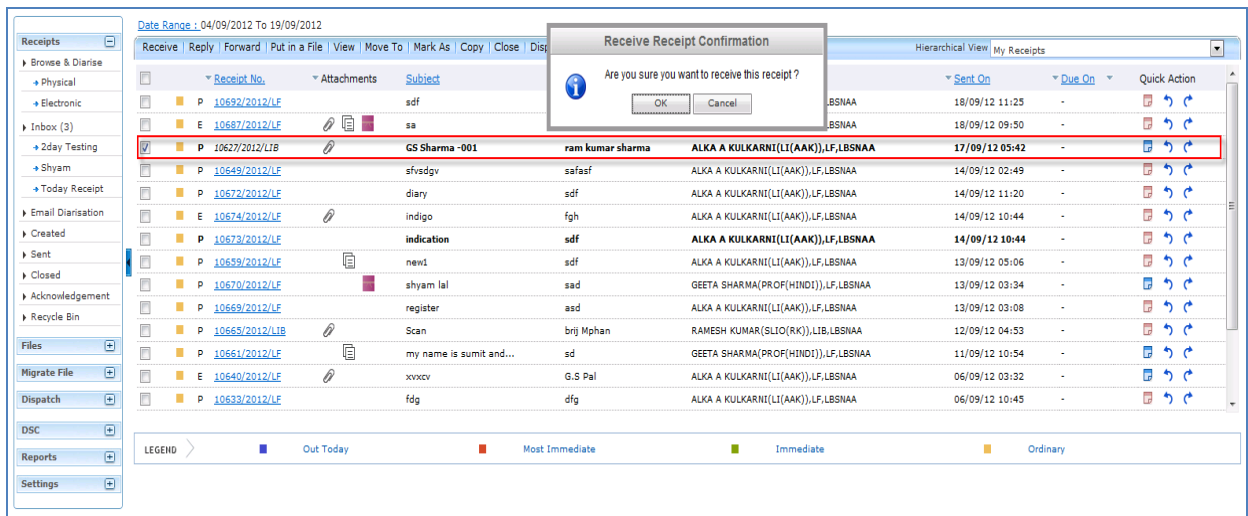 Date Range : 04/09/2012 To 19/09/2012
Receipts
Browse & Diarise
Physical
Electronic
Inbox (3)
2day Testing
Shyam
Today Receipt
Email Diarisation
Created
Sent
Closed
Acknowledgement
Recycle Bin
Files
Migrate File
Dispatch
DSC
Reports
Settings
Receive | Reply | Forward | Put in a File | View | Move To | Mark As | Copy | Close | Disp
Hierarchical View My Receipts
Receive Receipt Confirmation
Are you sure you want to receive this receipt ?
OK Cancel
Receipt No. Attachments Subject Sent On Due On Quick Action
P 10692/2012/LF sdf LBSNAA 18/09/12 11:25 -
E 10687/2012/LF sa LBSNAA 18/09/12 09:50 -
P 10627/2012/LIB GS Sharma -001 ram kumar sharma ALKA A KULKARNI(LI(AAK)),LF,LBSNAA 17/09/12 05:42 -
P 10649/2012/LF sfvsdgv safasf ALKA A KULKARNI(LI(AAK)),LF,LBSNAA 14/09/12 02:49 -
P 10672/2012/LF diary sdf ALKA A KULKARNI(LI(AAK)),LF,LBSNAA 14/09/12 11:20 -
E 10674/2012/LF indigo fgh ALKA A KULKARNI(LI(AAK)),LF,LBSNAA 14/09/12 10:44 -
P 10673/2012/LF indication sdf ALKA A KULKARNI(LI(AAK)),LF,LBSNAA 14/09/12 10:44 -
P 10659/2012/LF new1 sdf ALKA A KULKARNI(LI(AAK)),LF,LBSNAA 13/09/12 05:06 -
P 10670/2012/LF shyam lal sad GEETA SHARMA(PROF(HINDI)),LF,LBSNAA 13/09/12 03:34 -
P 10669/2012/LF register asd ALKA A KULKARNI(LI(AAK)),LF,LBSNAA 13/09/12 03:08 -
P 10665/2012/LIB Scan brij Mphan RAMESH KUMAR(SLIO(RK)),LIB,LBSNAA 12/09/12 04:53 -
P 10661/2012/LF my name is sumit and... sd GEETA SHARMA(PROF(HINDI)),LF,LBSNAA 11/09/12 10:54 -
E 10640/2012/LF xvxcv G.S Pal ALKA A KULKARNI(LI(AAK)),LF,LBSNAA 06/09/12 03:32 -
P 10633/2012/LF fdg dfg ALKA A KULKARNI(LI(AAK)),LF,LBSNAA 06/09/12 10:45 -
LEGEND Out Today Most Immediate Immediate Ordinary